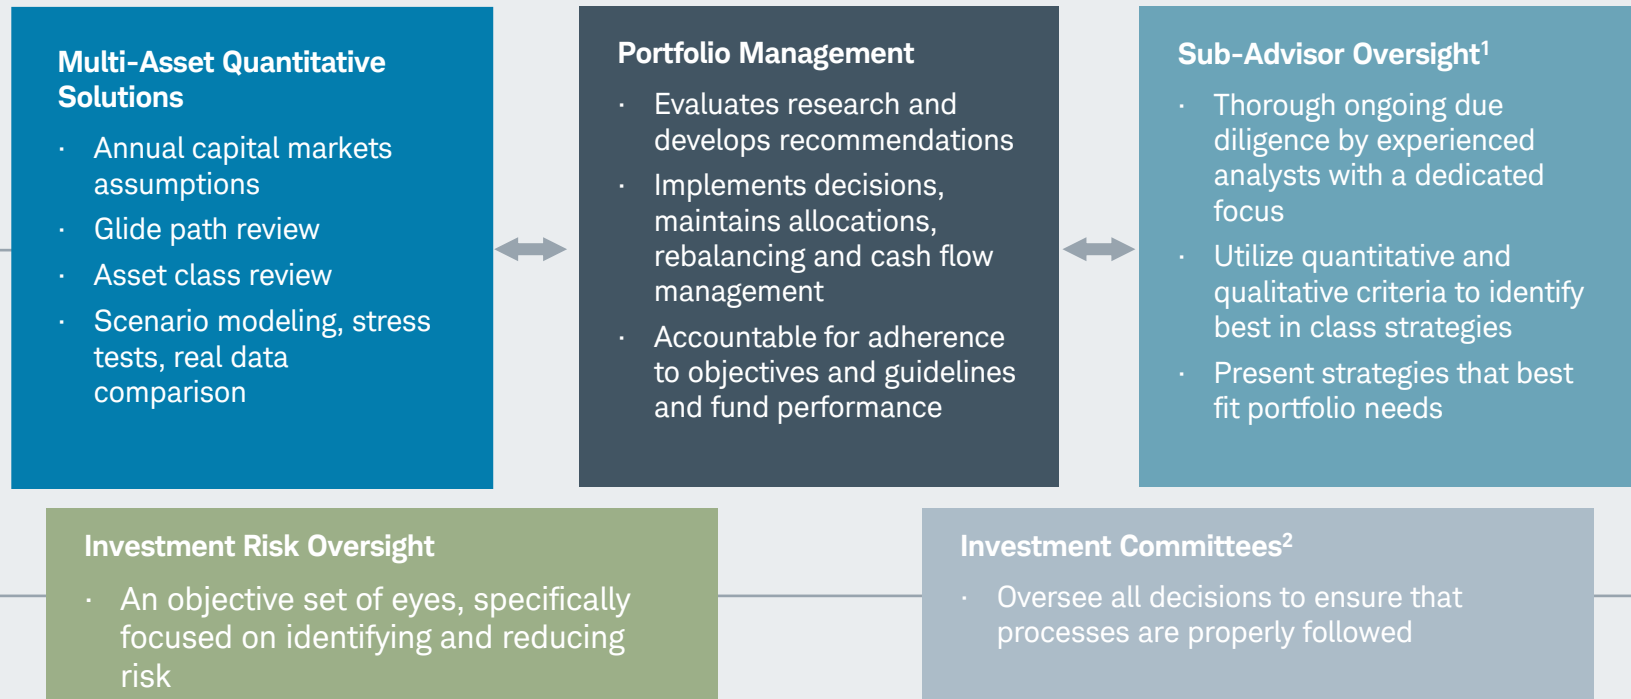 Multi-Asset Quantitative
Solutions
· Annual capital markets
assumptions
· Glide path review
· Asset class review
· Scenario modeling, stress
tests, real data
comparison
Portfolio Management
· Evaluates research and
develops recommendations
· Implements decisions,
maintains allocations,
rebalancing and cash flow
management
· Accountable for adherence
to objectives and guidelines
and fund performance
Sub-Advisor Oversight¹
· Thorough ongoing due
diligence by experienced
analysts with a dedicated
focus
· Utilize quantitative and
qualitative criteria to identify
best in class strategies
· Present strategies that best
fit portfolio needs
Investment Risk Oversight
· An objective set of eyes, specifically
focused on identifying and reducing
risk
Investment Committees²
· Oversee all decisions to ensure that
processes are properly followed